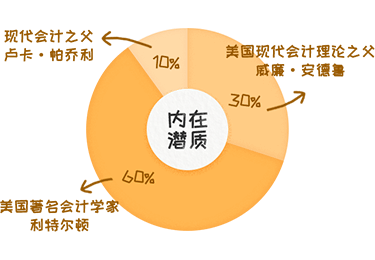 现代会计之父
卢卡·帕乔利
10%
美国现代会计理论之父
威廉·安德鲁
30%
内在
潜质
60%
美国著名会计学家
利特尔顿